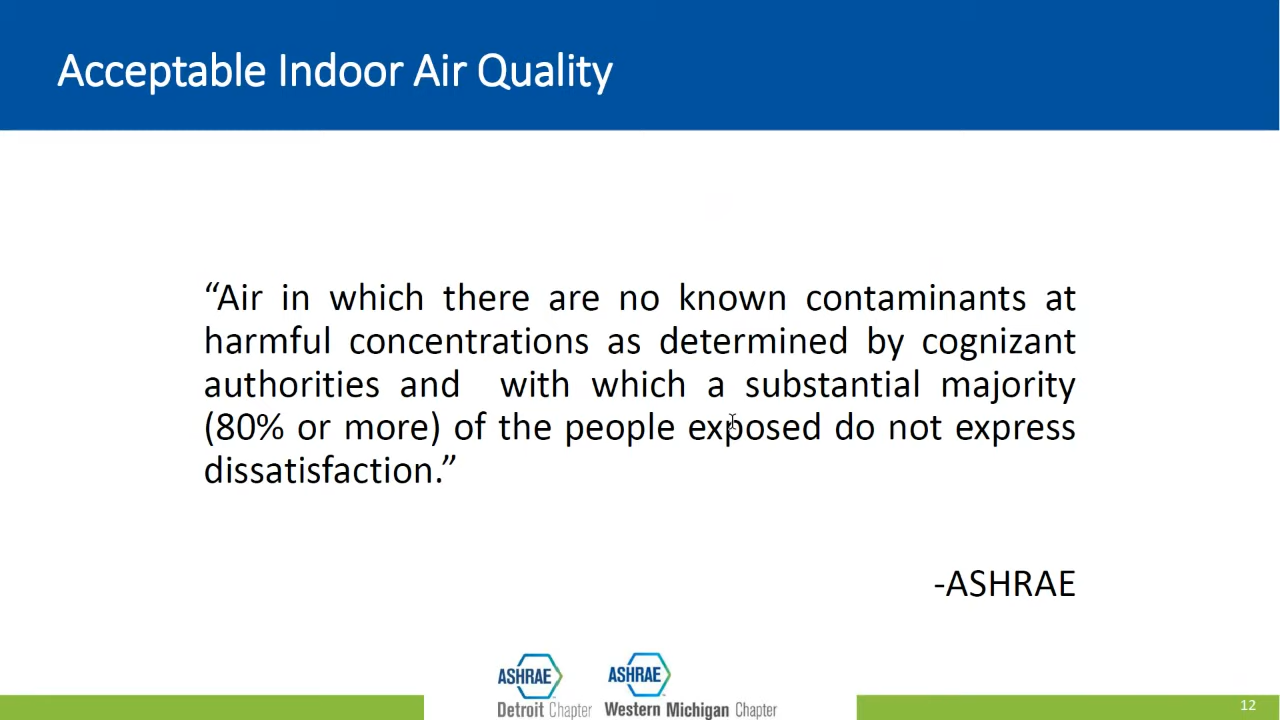 Acceptable Indoor Air Quality
“Air in which there are no known contaminants at
harmful concentrations as determined by cognizant
authorities and  with which a substantial majority
(80% or more) of the people exposed do not express
dissatisfaction.”
-ASHRAE
ASHRAE
Detroit Chapter
ASHRAE
Western Michigan Chapter
12